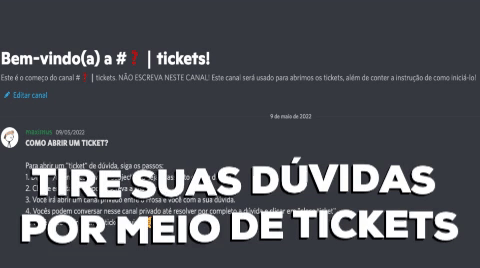 Bem-vindo(a) a #❓ | tickets!
Este é o começo do canal #❓ | tickets. NÃO ESCREVA NESTE CANAL! Este canal será usado para abrirmos os tickets, além de conter a instrução de como iniciá-lo!
Editar canal
9 de maio de 2022
maximus 09/05/2022
COMO ABRIR UM TICKET?
Para abrir um "ticket" de dúvida, siga os passos:
TIRE SUAS DÚVIDAS
3. Você irá abrir um canal privado entre a
e você com a sua dúvida.
4. Vocês podem conversar nesse canal privado até resolver por completo a dúvida
POR MEIO DE TICKETS